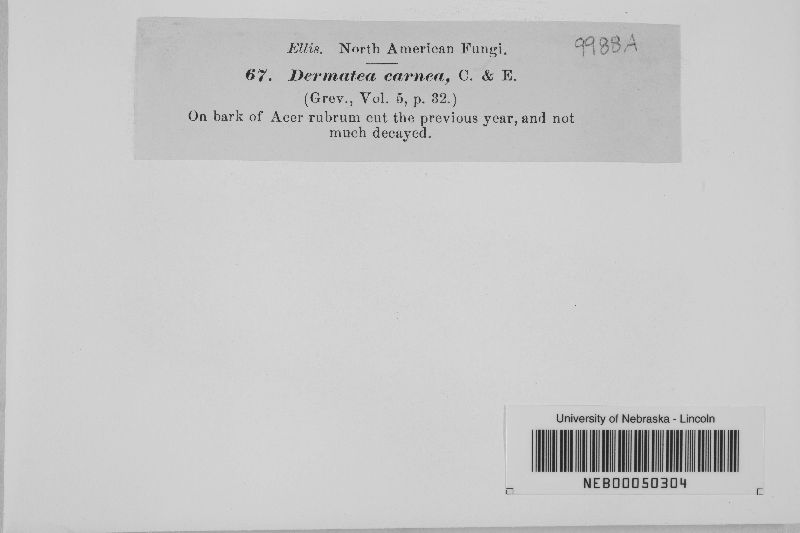 Ellis. North American Fungi.
9988A
67. Dermatea carnea, C. & E.
(Grev., Vol. 5, p. 32.)
On bark of Acer rubrum cut the previous year, and not
much decayed.
University of Nebraska - Lincoln
NEB00050304